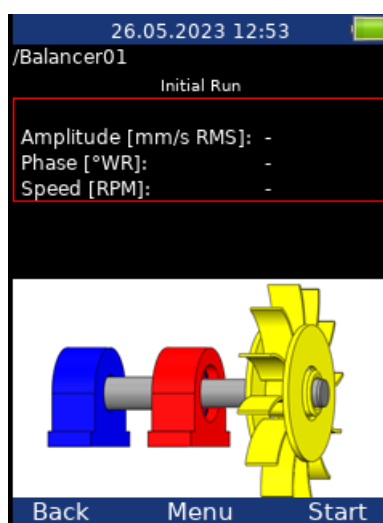 26.05.2023 12:53
/Balancer01
Initial Run
Amplitude [mm/s RMS]: -
Phase [°WR]: -
Speed [RPM]: -
Back Menu Start